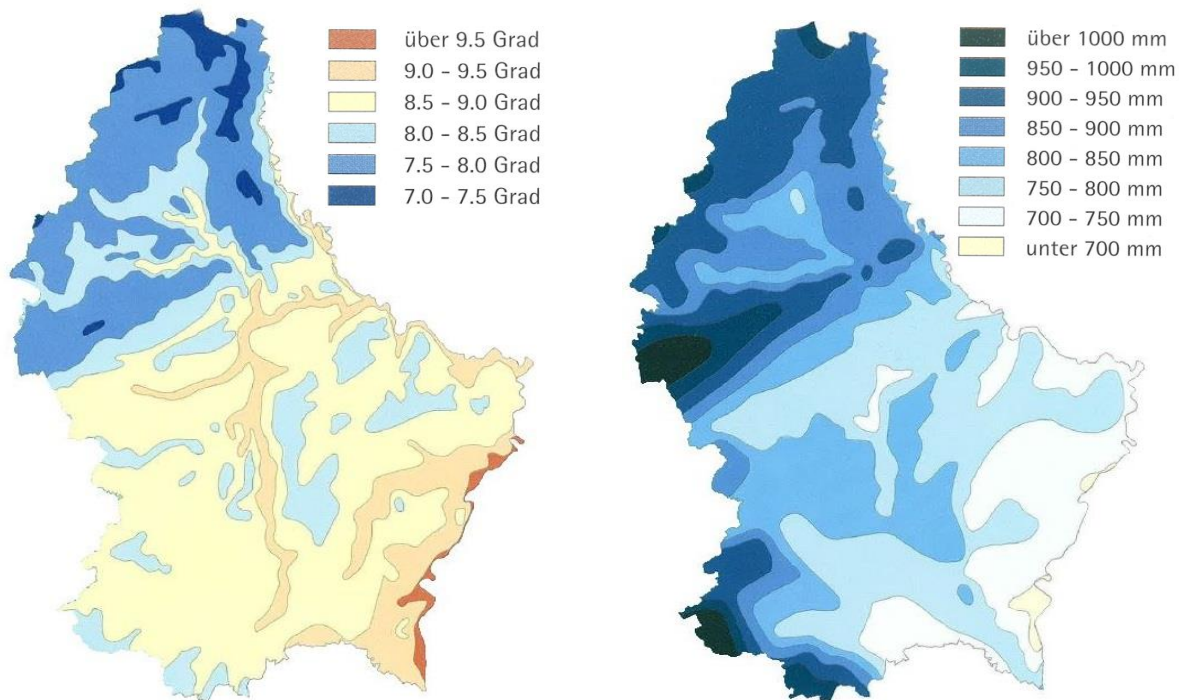 über 9.5 Grad
9.0 - 9.5 Grad
8.5 - 9.0 Grad
8.0 - 8.5 Grad
7.5 - 8.0 Grad
7.0 - 7.5 Grad
über 1000 mm
950 - 1000 mm
900 - 950 mm
850 - 900 mm
800 - 850 mm
750 - 800 mm
700 - 750 mm
unter 700 mm